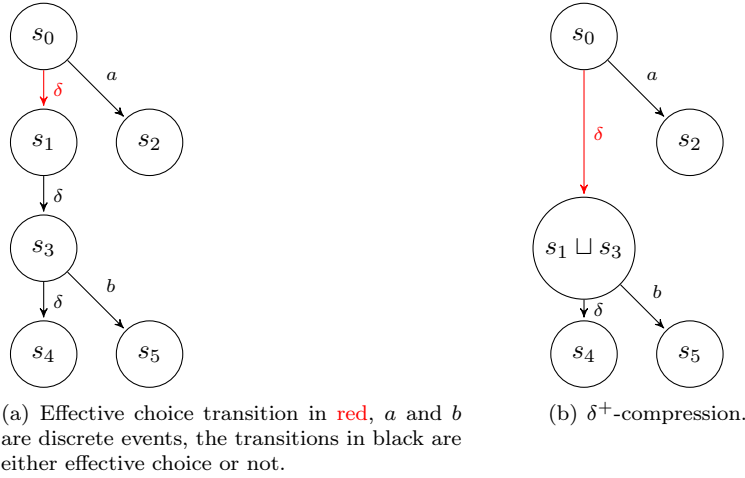 s₀
δ
a
s₁
s₂
δ
s₃
δ
b
s₄
s₅
(a) Effective choice transition in red, a and b
are discrete events, the transitions in black are
either effective choice or not.
s₀
a
δ
s₂
s₁ ⊔ s₃
δ
b
s₄
s₅
(b) δ⁺-compression.